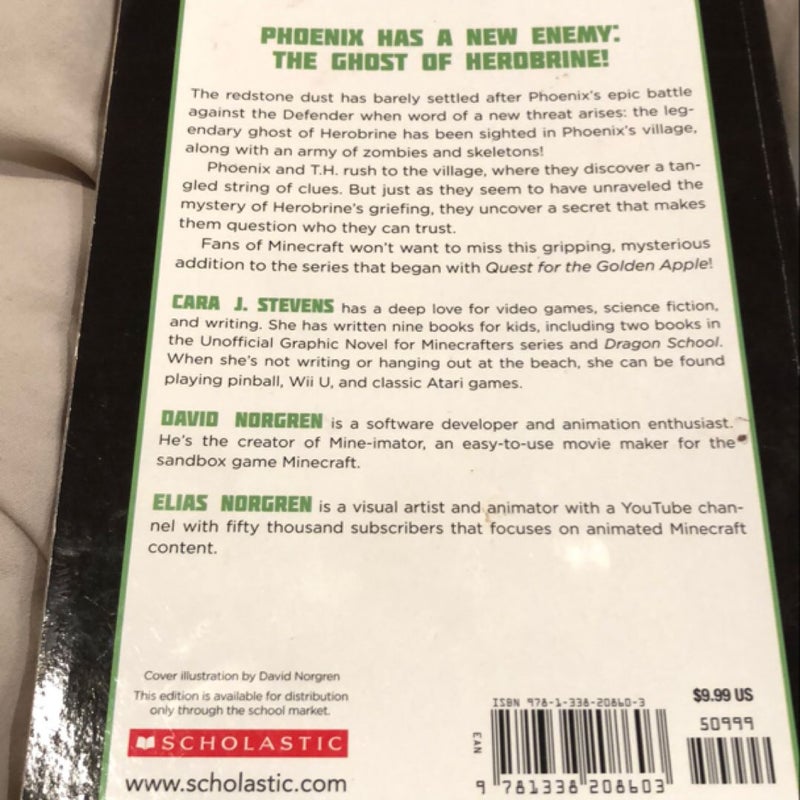 PHOENIX HAS A NEW ENEMY:
THE GHOST OF HEROBRINE!
The redstone dust has barely settled after Phoenix's epic battle
against the Defender when word of a new threat arises: the leg-
endary ghost of Herobrine has been sighted in Phoenix's village,
along with an army of zombies and skeletons!
Phoenix and T.H. rush to the village, where they discover a tan-
gled string of clues. But just as they seem to have unraveled the
mystery of Herobrine's griefing, they uncover a secret that makes
them question who they can trust.
Fans of Minecraft won't want to miss this gripping, mysterious
addition to the series that began with Quest for the Golden Apple!
CARA J. STEVENS has a deep love for video games, science fiction,
and writing. She has written nine books for kids, including two books in
the Unofficial Graphic Novel for Minecrafters series and Dragon School.
When she's not writing or hanging out at the beach, she can be found
playing pinball, Wii U, and classic Atari games.
DAVID NORGREN is a software developer and animation enthusiast.
He's the creator of Mine-imator, an easy-to-use movie maker for the
sandbox game Minecraft.
ELIAS NORGREN is a visual artist and animator with a YouTube chan-
nel with fifty thousand subscribers that focuses on animated Minecraft
content.
Cover illustration by David Norgren
This edition is available for distribution
only through the school market.
SCHOLASTIC
www.scholastic.com
ISBN 978-1-338-20860-3
$9.99 US
50999
EAN
9 781338 208603